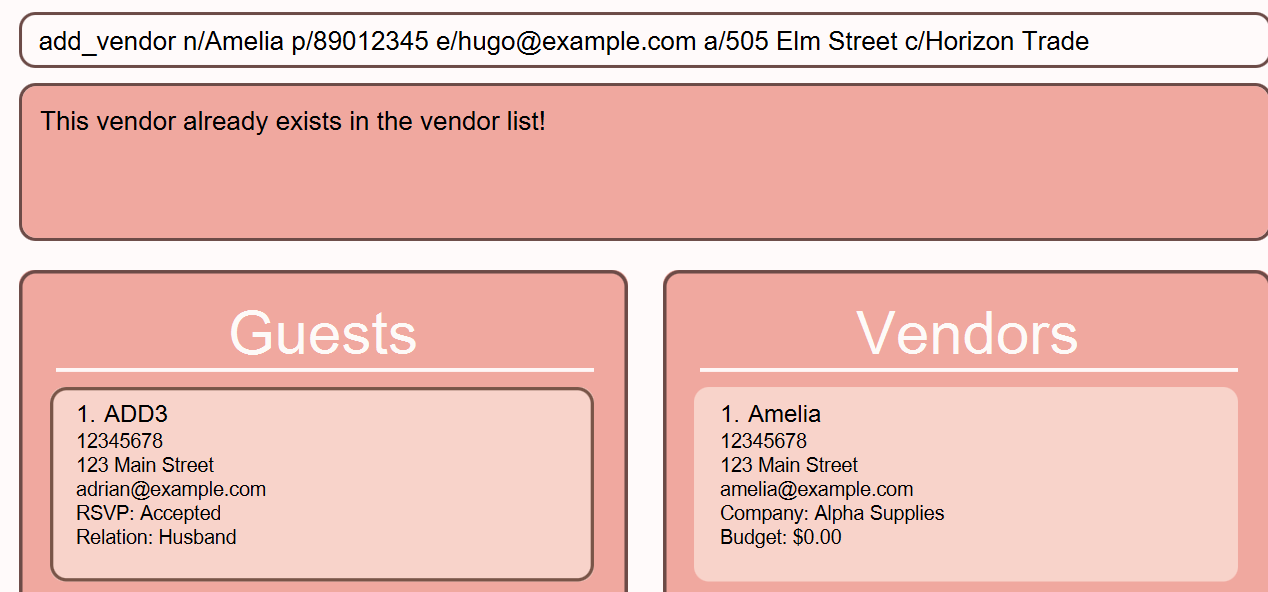 add_vendor n/Amelia p/89012345 e/hugo@example.com a/505 Elm Street c/Horizon Trade
This vendor already exists in the vendor list!
Guests
1. ADD3
12345678
123 Main Street
adrian@example.com
RSVP: Accepted
Relation: Husband
Vendors
1. Amelia
12345678
123 Main Street
amelia@example.com
Company: Alpha Supplies
Budget: $0.00